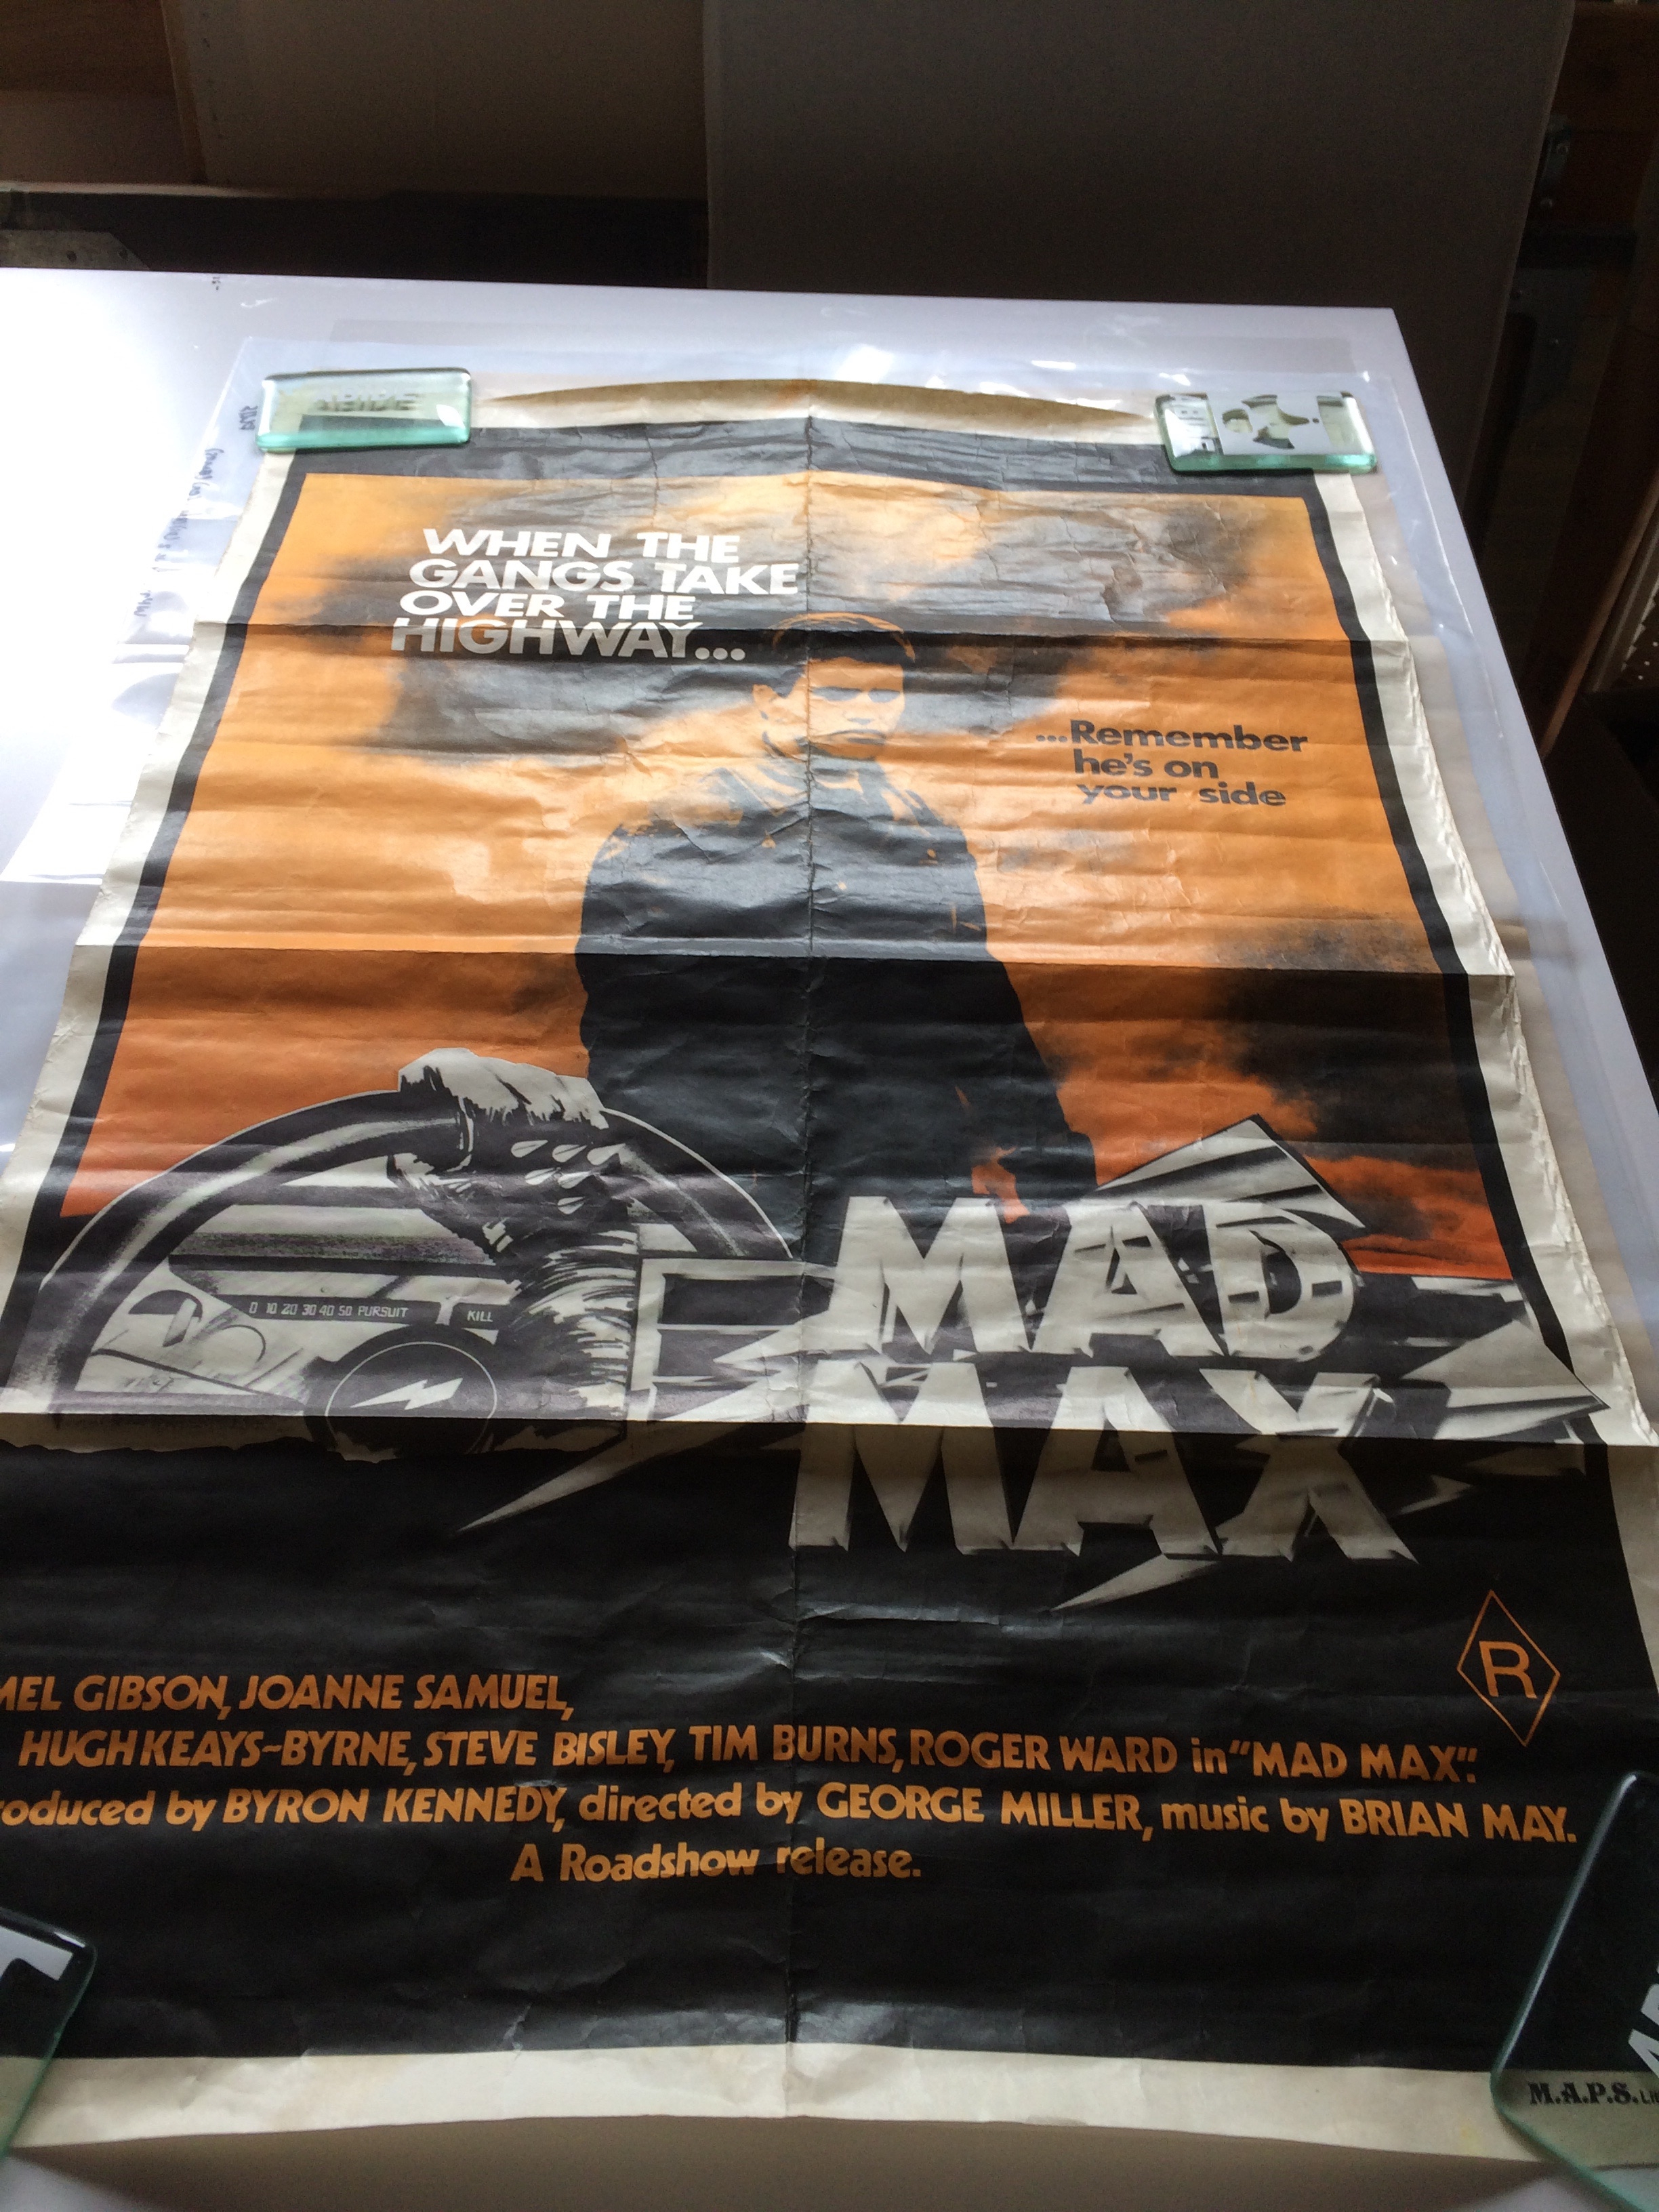 WHEN THE
GANGS TAKE
OVER THE
HIGHWAY...
...Remember
he's on
your side
0 10 20 30 40 50 PURSUIT
KILL
MAD
MAX
R
MEL GIBSON, JOANNE SAMUEL,
HUGH KEAYS-BYRNE, STEVE BISLEY, TIM BURNS, ROGER WARD in "MAD MAX".
roduced by BYRON KENNEDY, directed by GEORGE MILLER, music by BRIAN MAY.
A Roadshow release.
M.A.P.S.